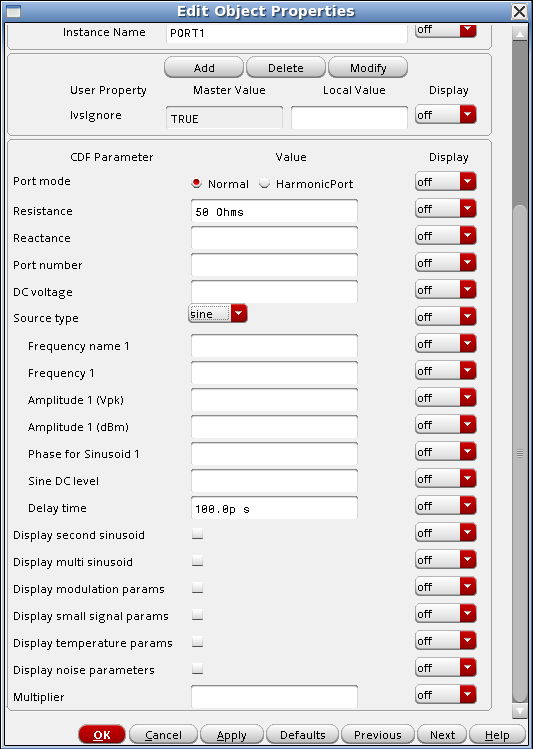 Edit Object Properties
Instance Name PORT1 off
Add Delete Modify
User Property Master Value Local Value Display
lvsIgnore TRUE off
CDF Parameter Value Display
Port mode Normal HarmonicPort off
Resistance 50 Ohms off
Reactance off
Port number off
DC voltage off
Source type sine off
Frequency name 1 off
Frequency 1 off
Amplitude 1 (Vpk) off
Amplitude 1 (dBm) off
Phase for Sinusoid 1 off
Sine DC level off
Delay time 100.0p s off
Display second sinusoid off
Display multi sinusoid off
Display modulation params off
Display small signal params off
Display temperature params off
Display noise parameters off
Multiplier off
OK Cancel Apply Defaults Previous Next Help